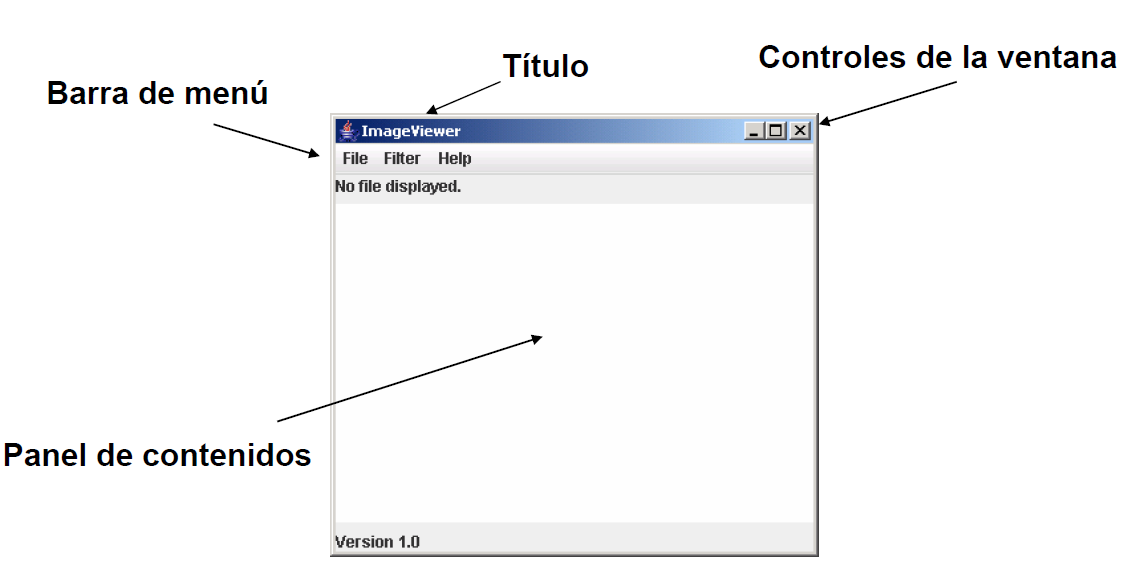 Controles de la ventana
Título
Barra de menú
ImageViewer
File Filter Help
No file displayed.
Panel de contenidos
Version 1.0